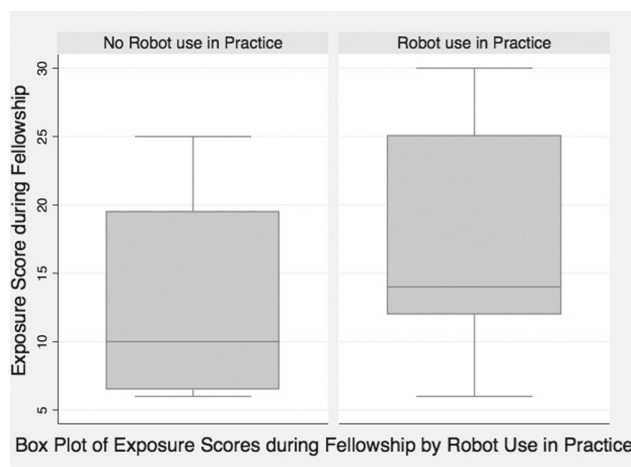 No Robot use in Practice
Robot use in Practice
Exposure Score during Fellowship
30
25
20
15
10
5
Box Plot of Exposure Scores during Fellowship by Robot Use in Practice